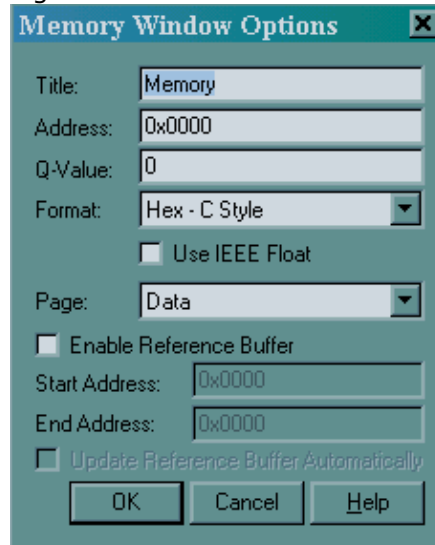 Memory Window Options
Title: Memory
Address: 0x0000
Q-Value: 0
Format: Hex - C Style
Use IEEE Float
Page: Data
Enable Reference Buffer
Start Address: 0x0000
End Address: 0x0000
Update Reference Buffer Automatically
OK Cancel Help